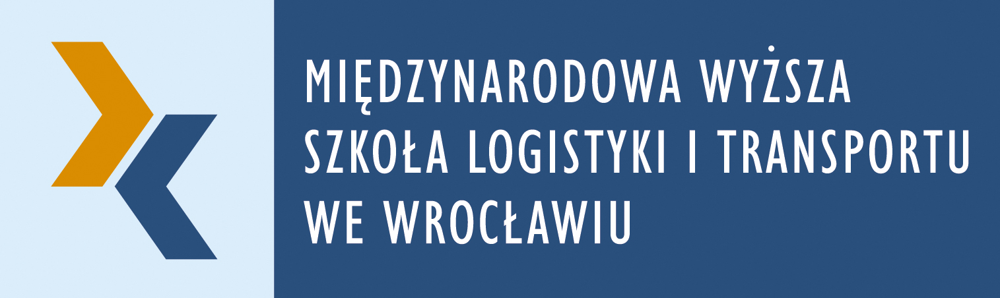 MIĘDZYNARODOWA WYŻSZA
SZKOŁA LOGISTYKI I TRANSPORTU
WE WROCŁAWIU